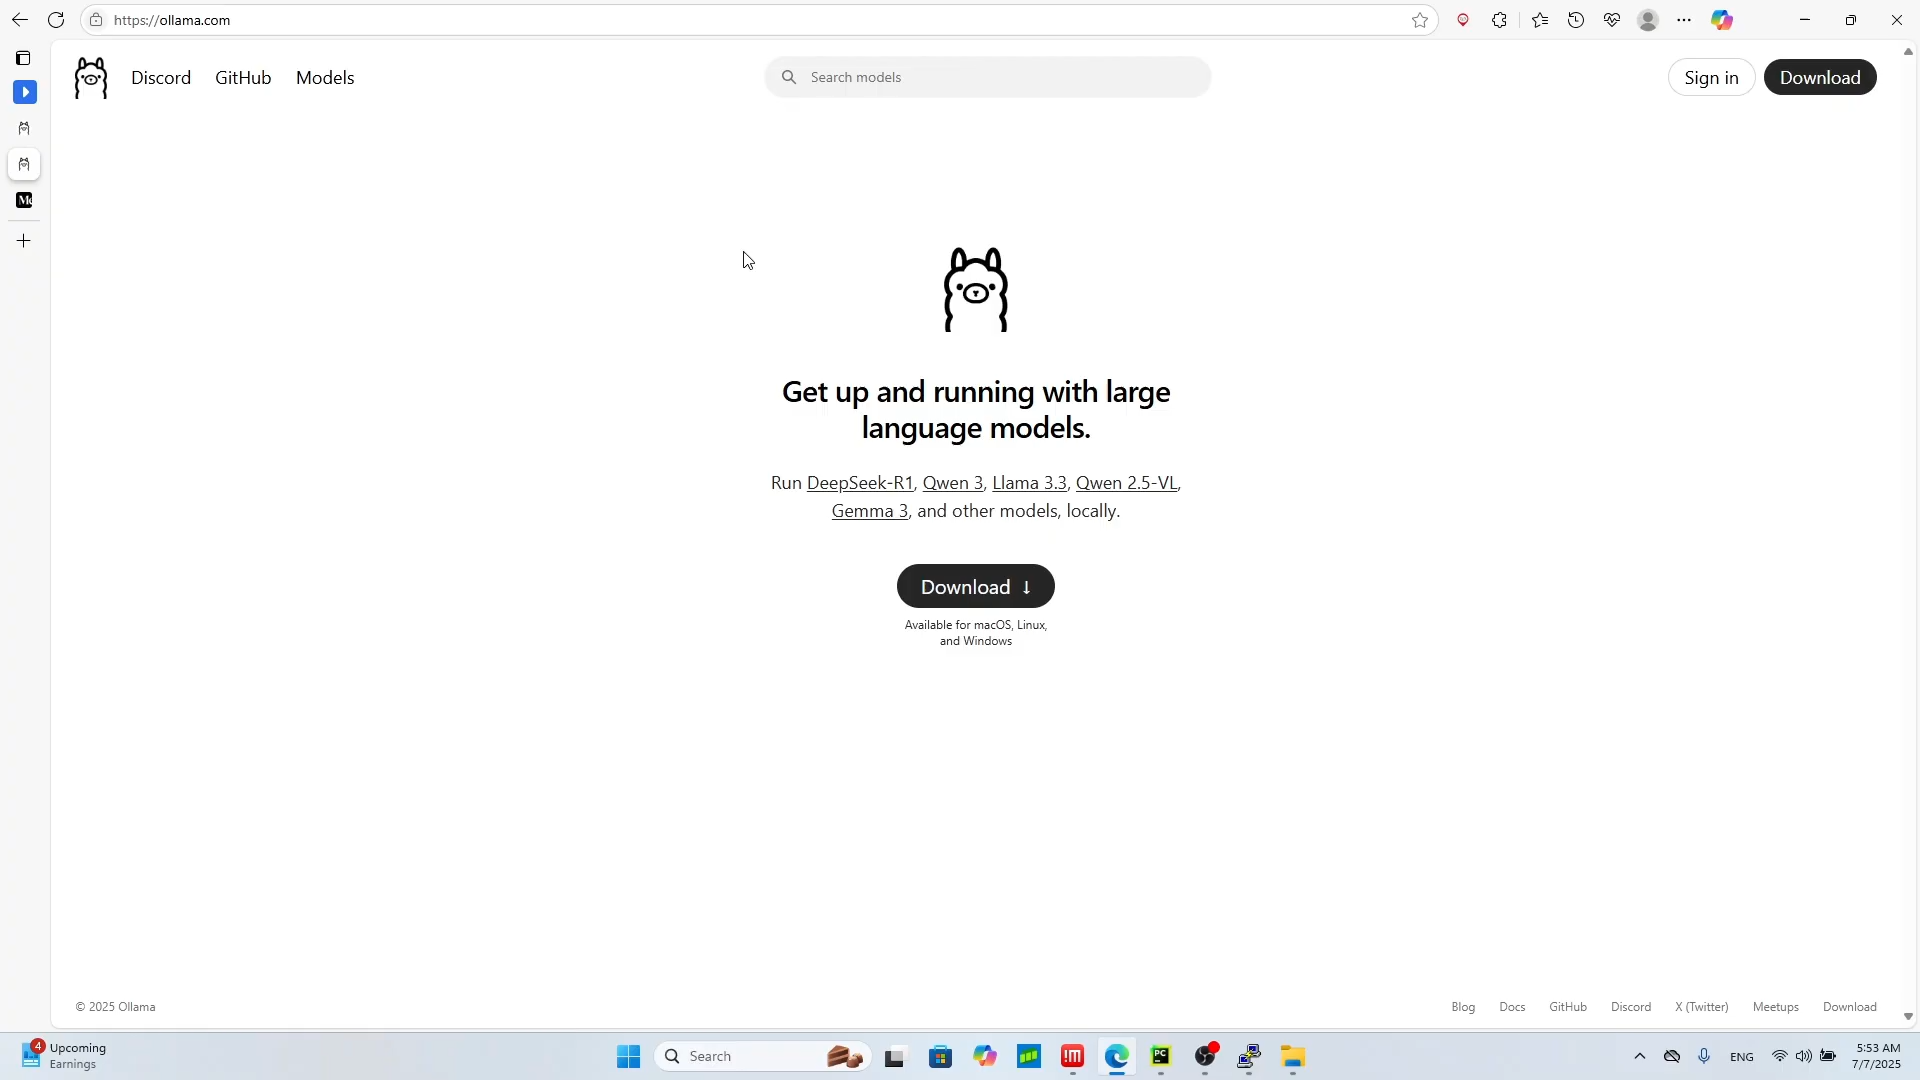 https://ollama.com
Discord GitHub Models
Search models
Sign in Download
Get up and running with large
language models.
Run DeepSeek-R1, Qwen 3, Llama 3.3, Qwen 2.5-VL,
Gemma 3, and other models, locally.
Download ↓
Available for macOS, Linux,
and Windows
© 2025 Ollama
Blog Docs GitHub Discord X (Twitter) Meetups Download
4
Upcoming
Earnings
Search
PC
ENG
5:53 AM
7/7/2025